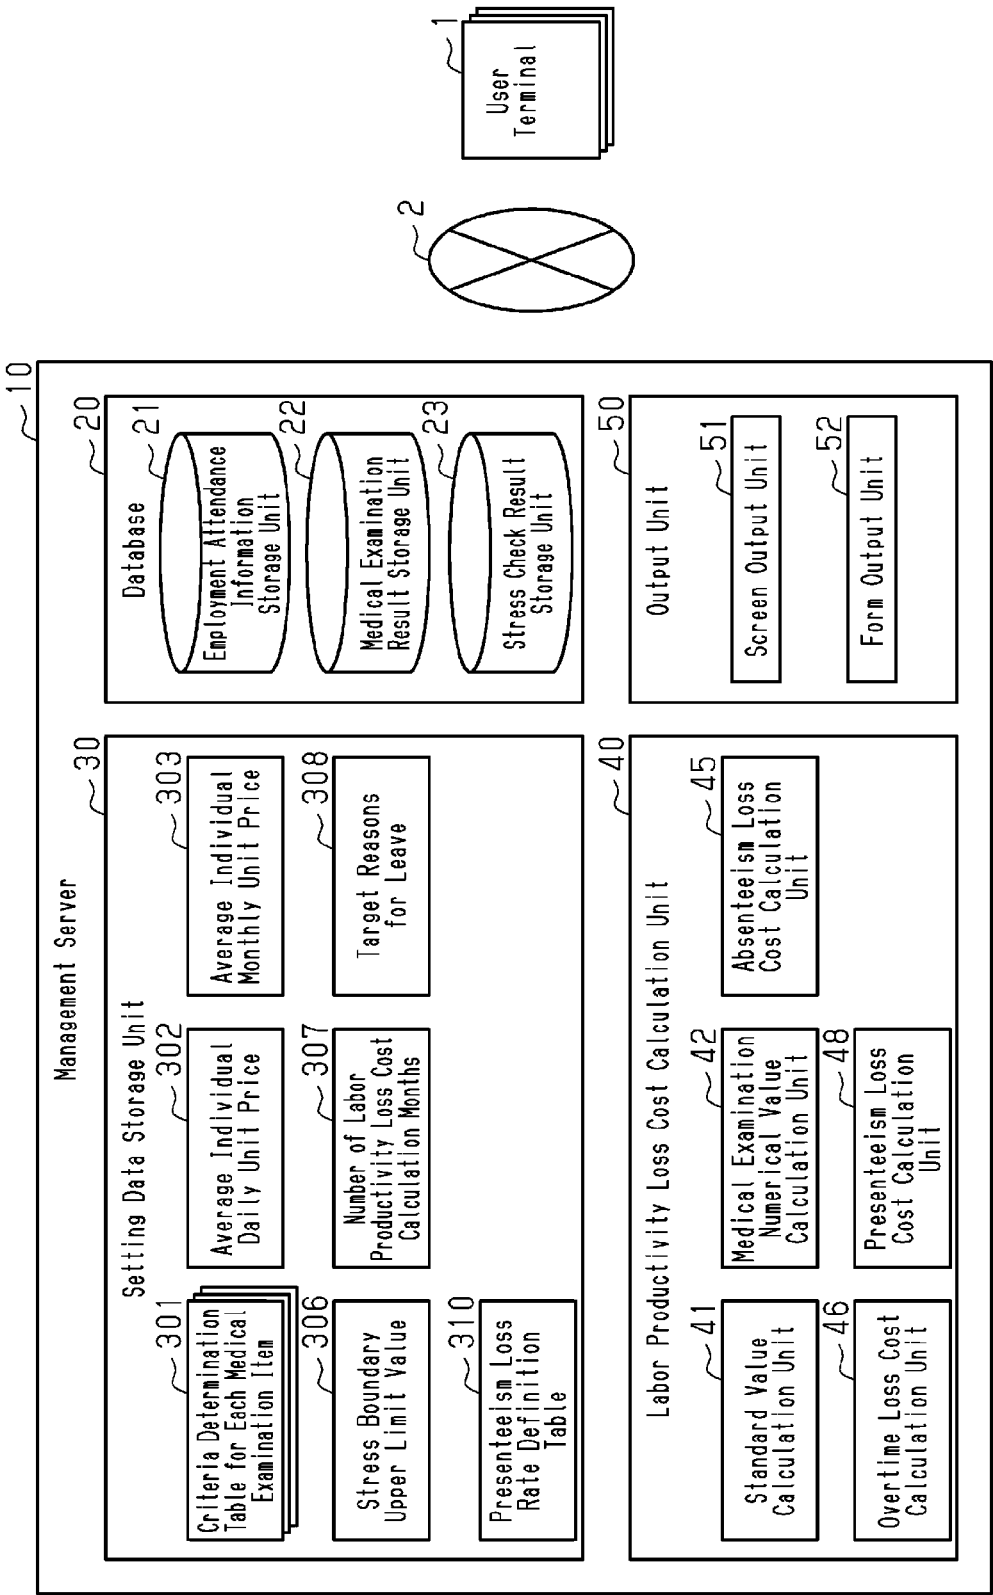 Management Server
10
Setting Data Storage Unit
30
301
Criteria Determination
Table for Each Medical
Examination Item
302
Average Individual
Daily Unit Price
303
Average Individual
Monthly Unit Price
306
Stress Boundary
Upper Limit Value
307
Number of Labor
Productivity Loss Cost
Calculation Months
308
Target Reasons
for Leave
310
Presenteeism Loss
Rate Definition
Table
Database
20
21
Employment Attendance
Information
Storage Unit
22
Medical Examination
Result Storage Unit
23
Stress Check Result
Storage Unit
Labor Productivity Loss Cost Calculation Unit
40
41
Standard Value
Calculation Unit
42
Medical Examination
Numerical Value
Calculation Unit
45
Absenteeism Loss
Cost Calculation
Unit
46
Overtime Loss Cost
Calculation Unit
48
Presenteeism Loss
Cost Calculation
Unit
Output Unit
50
51
Screen Output Unit
52
Form Output Unit
2
1
User
Terminal